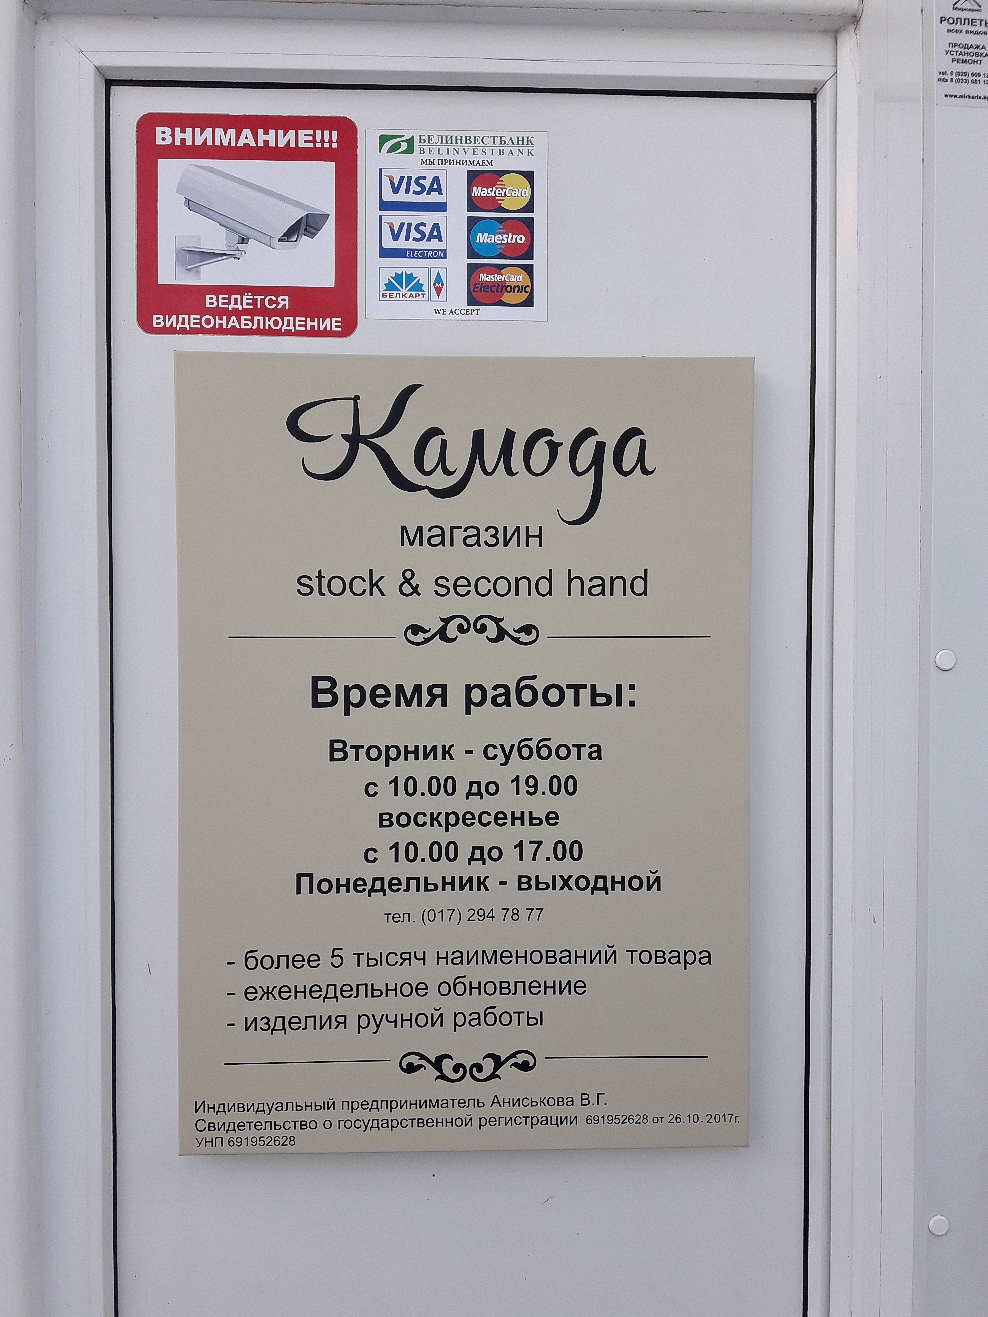 ВНИМАНИЕ!!!
ВЕДЁТСЯ
ВИДЕОНАБЛЮДЕНИЕ
БЕЛИНВЕСТБАНК
BELINVESTBANK
МЫ ПРИНИМАЕМ
VISA
MasterCard
VISA
ELECTRON
Maestro
БЕЛКАРТ
MasterCard
Electronic
WE ACCEPT
Камода
магазин
stock & second hand
Время работы:
Вторник - суббота
с 10.00 до 19.00
воскресенье
с 10.00 до 17.00
Понедельник - выходной
тел. (017) 294 78 77
- более 5 тысяч наименований товара
- еженедельное обновление
- изделия ручной работы
Индивидуальный предприниматель Аниськова В.Г.
Свидетельство о государственной регистрации 691952628 от 26.10.2017г.
УНП 691952628
РОЛЛЕТЫ
всех видов
ПРОДАЖА
УСТАНОВКА
РЕМОНТ